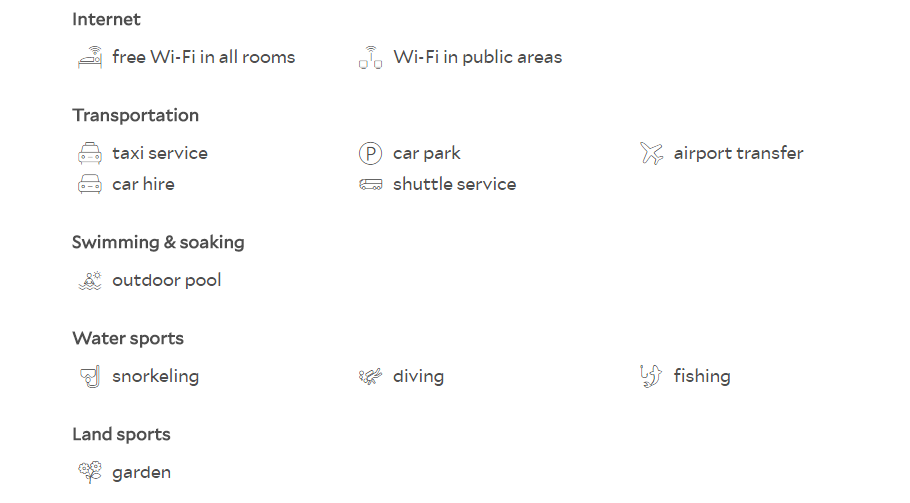 Internet
free Wi-Fi in all rooms
Wi-Fi in public areas
Transportation
taxi service
car park
airport transfer
car hire
shuttle service
Swimming & soaking
outdoor pool
Water sports
snorkeling
diving
fishing
Land sports
garden